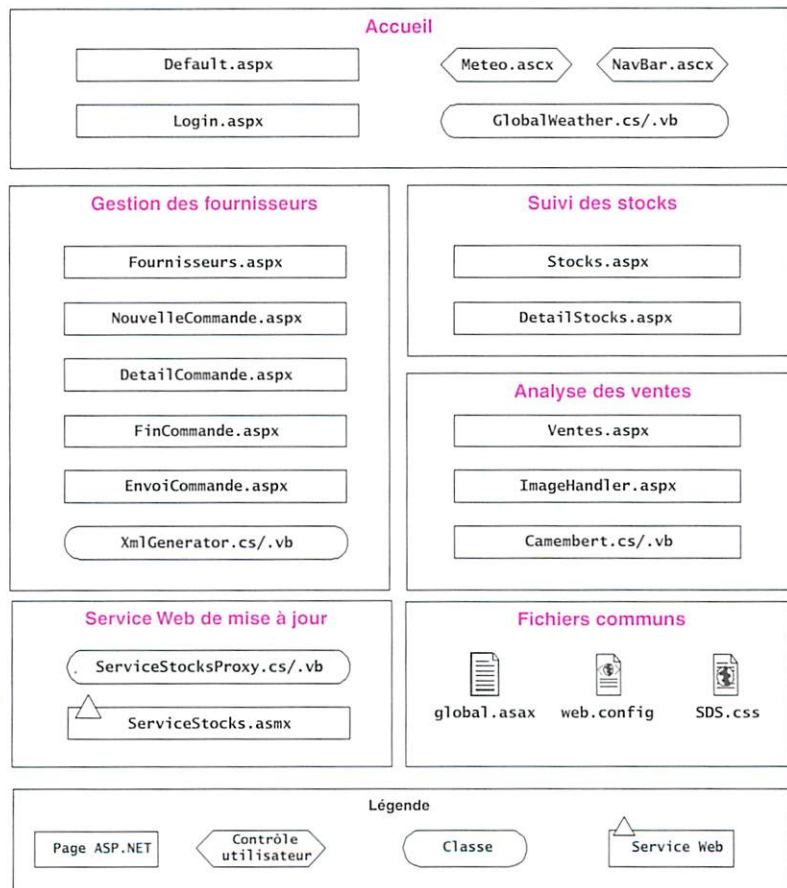 Accueil
Default.aspx
Meteo.ascx
NavBar.ascx
Login.aspx
GlobalWeather.cs/.vb
Gestion des fournisseurs
Fournisseurs.aspx
NouvelleCommande.aspx
DetailCommande.aspx
FinCommande.aspx
EnvoiCommande.aspx
XmlGenerator.cs/.vb
Suivi des stocks
Stocks.aspx
DetailStocks.aspx
Analyse des ventes
Ventes.aspx
ImageHandler.aspx
Camembert.cs/.vb
Service Web de mise à jour
ServiceStocksProxy.cs/.vb
ServiceStocks.asmx
Fichiers communs
global.asax
web.config
SDS.css
Légende
Page ASP.NET
Contrôle
utilisateur
Classe
Service Web